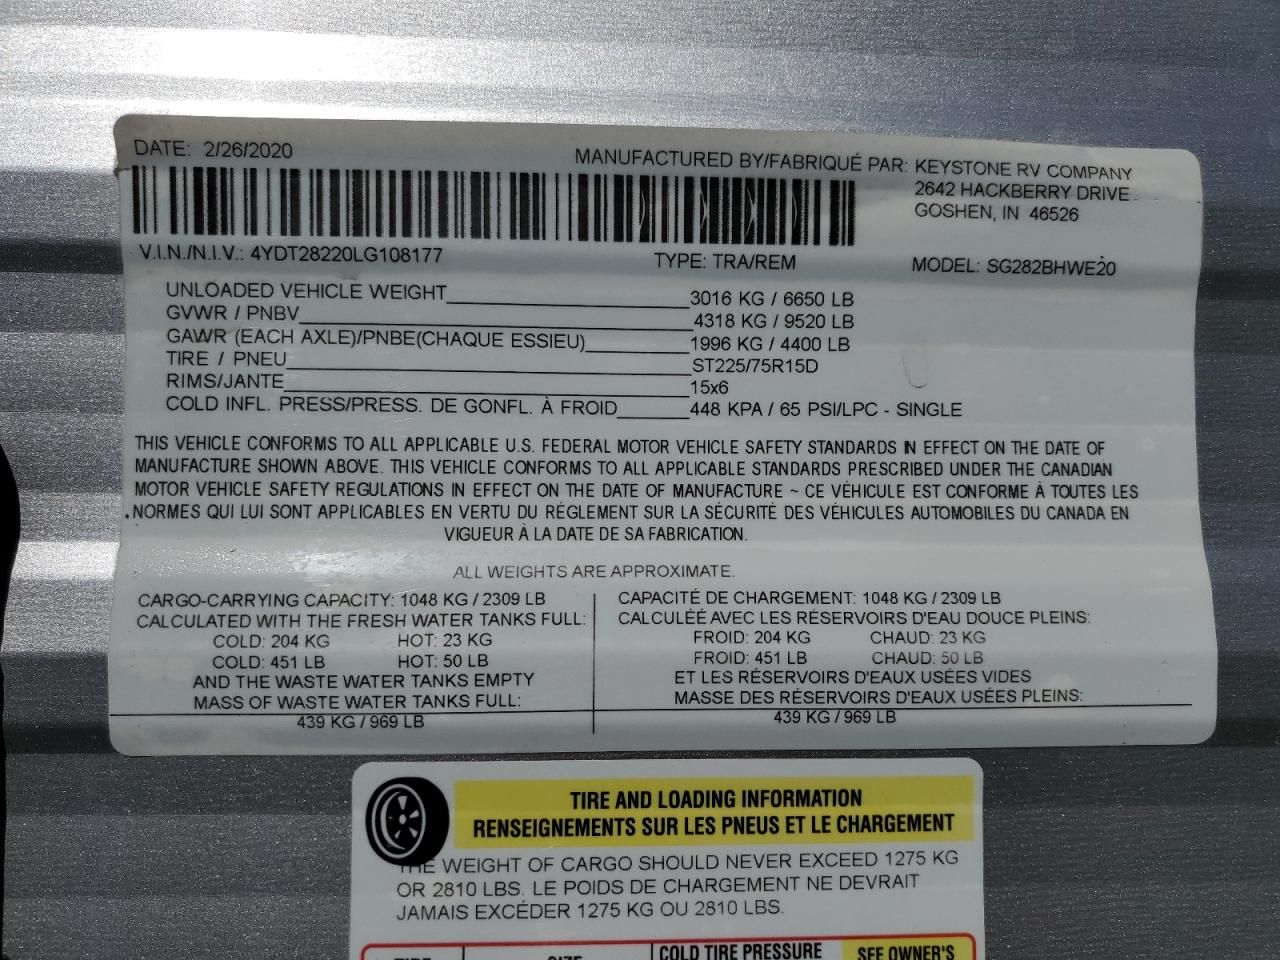 DATE: 2/26/2020
MANUFACTURED BY/FABRIQUÉ PAR: KEYSTONE RV COMPANY
2642 HACKBERRY DRIVE
GOSHEN, IN 46526
V.I.N./N.I.V.: 4YDT28220LG108177 TYPE: TRA/REM MODEL: SG282BHWE20
UNLOADED VEHICLE WEIGHT 3016 KG / 6650 LB
GVWR / PNBV 4318 KG / 9520 LB
GAWR (EACH AXLE)/PNBE(CHAQUE ESSIEU) 1996 KG / 4400 LB
TIRE / PNEU ST225/75R15D
RIMS/JANTE 15x6
COLD INFL. PRESS/PRESS. DE GONFL. À FROID 448 KPA / 65 PSI/LPC - SINGLE
THIS VEHICLE CONFORMS TO ALL APPLICABLE U.S. FEDERAL MOTOR VEHICLE SAFETY STANDARDS IN EFFECT ON THE DATE OF
MANUFACTURE SHOWN ABOVE. THIS VEHICLE CONFORMS TO ALL APPLICABLE STANDARDS PRESCRIBED UNDER THE CANADIAN
MOTOR VEHICLE SAFETY REGULATIONS IN EFFECT ON THE DATE OF MANUFACTURE ~ CE VÉHICULE EST CONFORME À TOUTES LES
NORMES QUI LUI SONT APPLICABLES EN VERTU DU RÉGLEMENT SUR LA SÉCURITÉ DES VÉHICULES AUTOMOBILES DU CANADA EN
VIGUEUR À LA DATE DE SA FABRICATION.
ALL WEIGHTS ARE APPROXIMATE.
CARGO-CARRYING CAPACITY: 1048 KG / 2309 LB
CALCULATED WITH THE FRESH WATER TANKS FULL:
COLD: 204 KG HOT: 23 KG
COLD: 451 LB HOT: 50 LB
AND THE WASTE WATER TANKS EMPTY
MASS OF WASTE WATER TANKS FULL:
439 KG / 969 LB
CAPACITÉ DE CHARGEMENT: 1048 KG / 2309 LB
CALCULÉE AVEC LES RÉSERVOIRS D'EAU DOUCE PLEINS:
FROID: 204 KG CHAUD: 23 KG
FROID: 451 LB CHAUD: 50 LB
ET LES RÉSERVOIRS D'EAUX USÉES VIDES
MASSE DES RÉSERVOIRS D'EAUX USÉES PLEINS:
439 KG / 969 LB
TIRE AND LOADING INFORMATION
RENSEIGNEMENTS SUR LES PNEUS ET LE CHARGEMENT
THE WEIGHT OF CARGO SHOULD NEVER EXCEED 1275 KG
OR 2810 LBS. LE POIDS DE CHARGEMENT NE DEVRAIT
JAMAIS EXCÉDER 1275 KG OU 2810 LBS.
TIRE SIZE COLD TIRE PRESSURE SEE OWNER'S